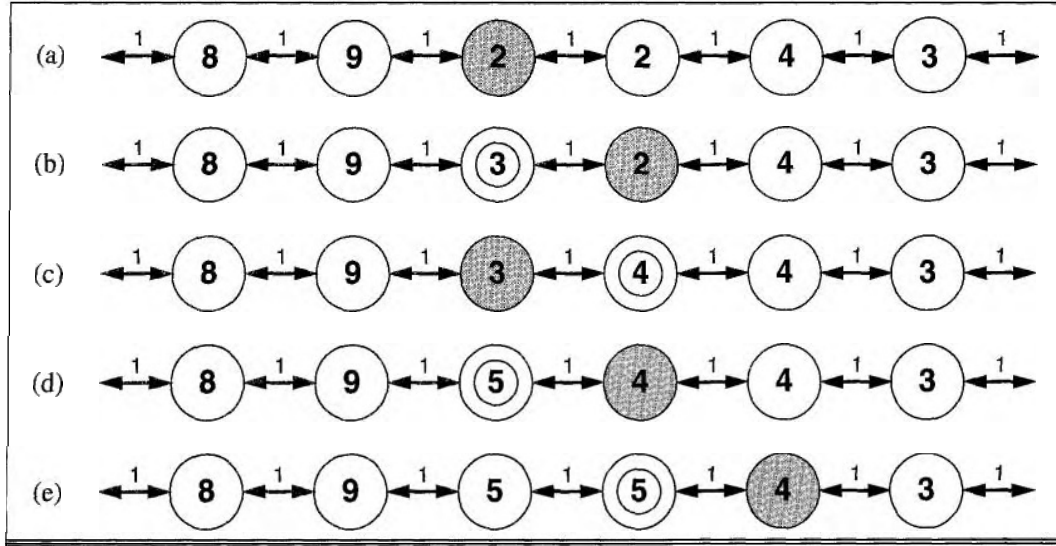 (a) 1 8 1 9 1 2 1 2 1 4 1 3 1
(b) 1 8 1 9 1 3 1 2 1 4 1 3 1
(c) 1 8 1 9 1 3 1 4 1 4 1 3 1
(d) 1 8 1 9 1 5 1 4 1 4 1 3 1
(e) 1 8 1 9 1 5 1 5 1 4 1 3 1